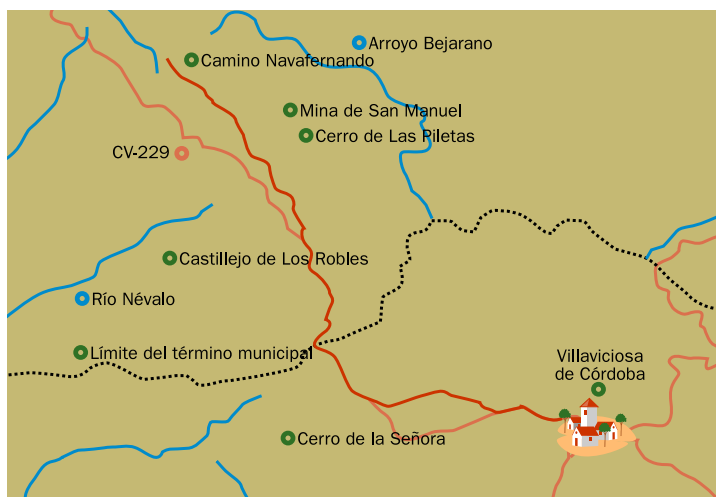 Arroyo Bejarano
Camino Navafernando
Mina de San Manuel
Cerro de Las Piletas
CV-229
Castillejo de Los Robles
Río Névalo
Límite del término municipal
Villaviciosa
de Córdoba
Cerro de la Señora